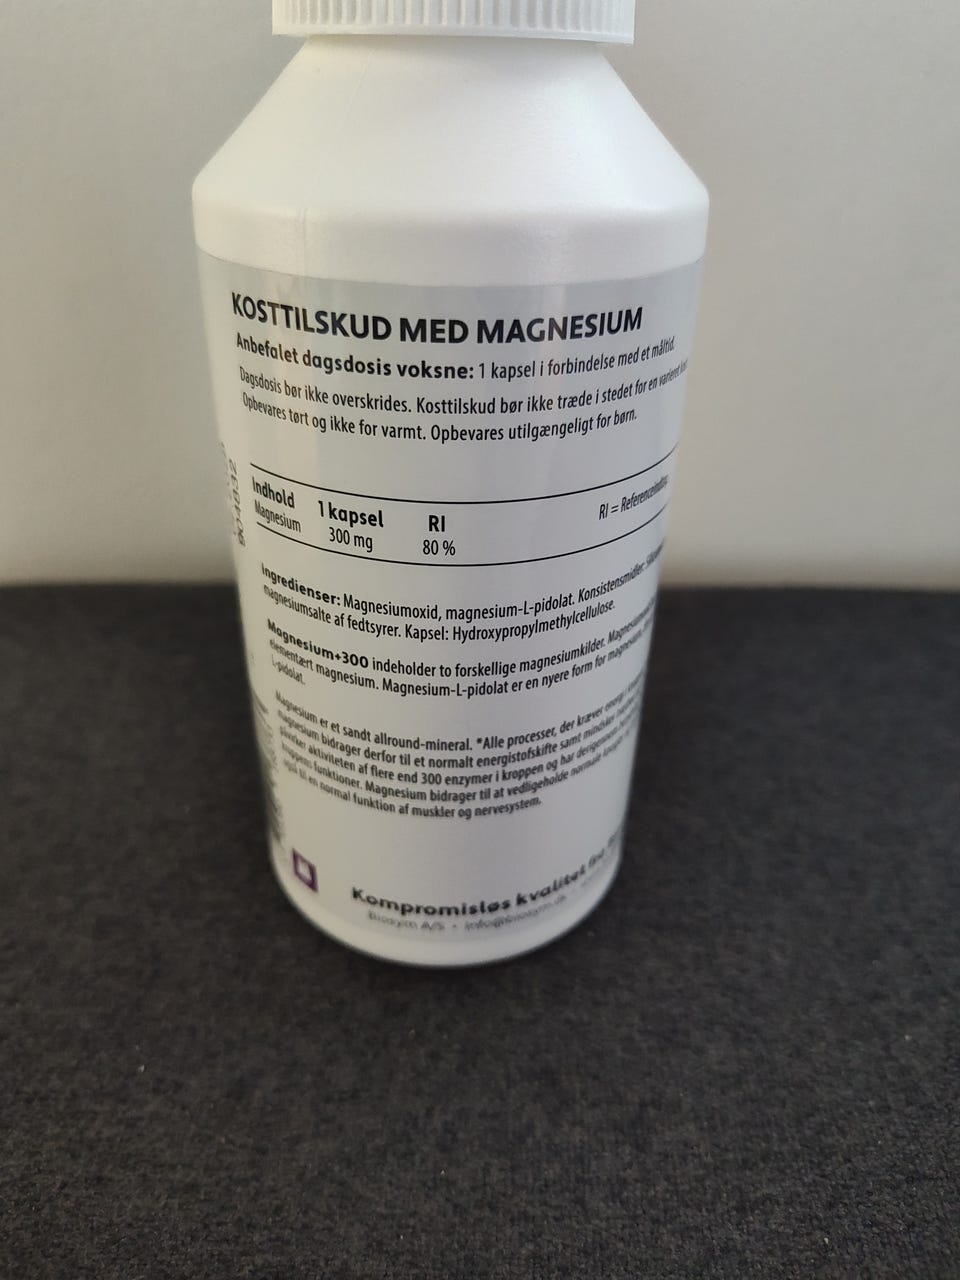 KOSTTILSKUD MED MAGNESIUM
Anbefalet dagsdosis voksne: 1 kapsel i forbindelse med et måltid.
Dagsdosis bør ikke overskrides. Kosttilskud bør ikke træde i stedet for en varieret
Opbevares tørt og ikke for varmt. Opbevares utilgængeligt for børn.
Indhold 1 kapsel RI RI =
Magnesium 300 mg 80 %
Ingredienser: Magnesiumoxid, magnesium-L-pidolat. Konsistensmidler:
magnesiumsalte af fedtsyrer. Kapsel: Hydroxypropylmethylcellulose.
Magnesium+300 indeholder to forskellige magnesiumkilder.
elementært magnesium. Magnesium-L-pidolat er en nyere form for magnesium,
L-pidolat.
Magnesium er et sandt allround-mineral. *Alle processer, der kræver energi i
magnesium bidrager derfor til et normalt energistofskifte samt mindsker
påvirker aktiviteten af flere end 300 enzymer i kroppen og har derigennem
kroppens funktioner. Magnesium bidrager til at vedligeholde normale
også til en normal funktion af muskler og nervesystem.
Kompromisløs kvalitet
Biosym A/S • info@biosym.dk